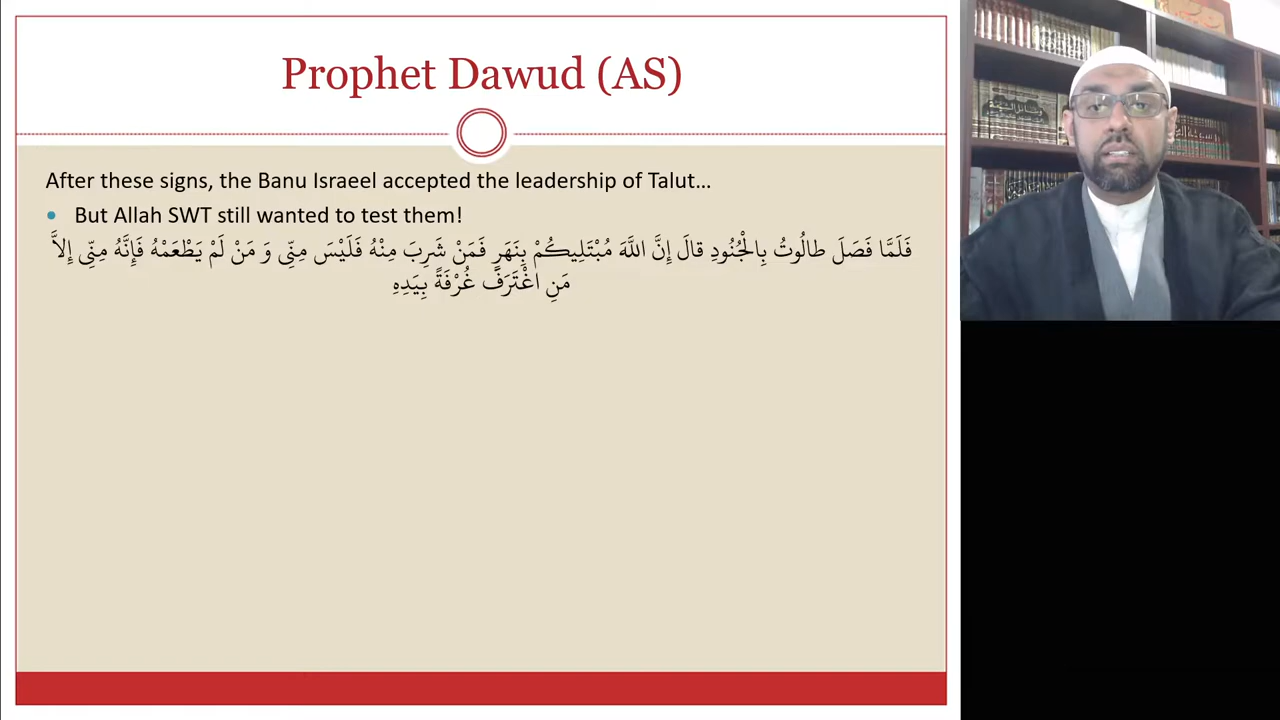 Prophet Dawud (AS)
After these signs, the Banu Israeel accepted the leadership of Talut…
• But Allah SWT still wanted to test them!
فَلَمَّا فَصَلَ طالُوتُ بِالْجُنُودِ قالَ إِنَّ اللَّهَ مُبْتَلِيكُمْ بِنَهَرٍ فَمَنْ شَرِبَ مِنْهُ فَلَيْسَ مِنِّي وَ مَنْ لَمْ يَطْعَمْهُ فَإِنَّهُ مِنِّي إِلاَّ
مَنِ اغْتَرَفَ غُرْفَةً بِيَدِهِ